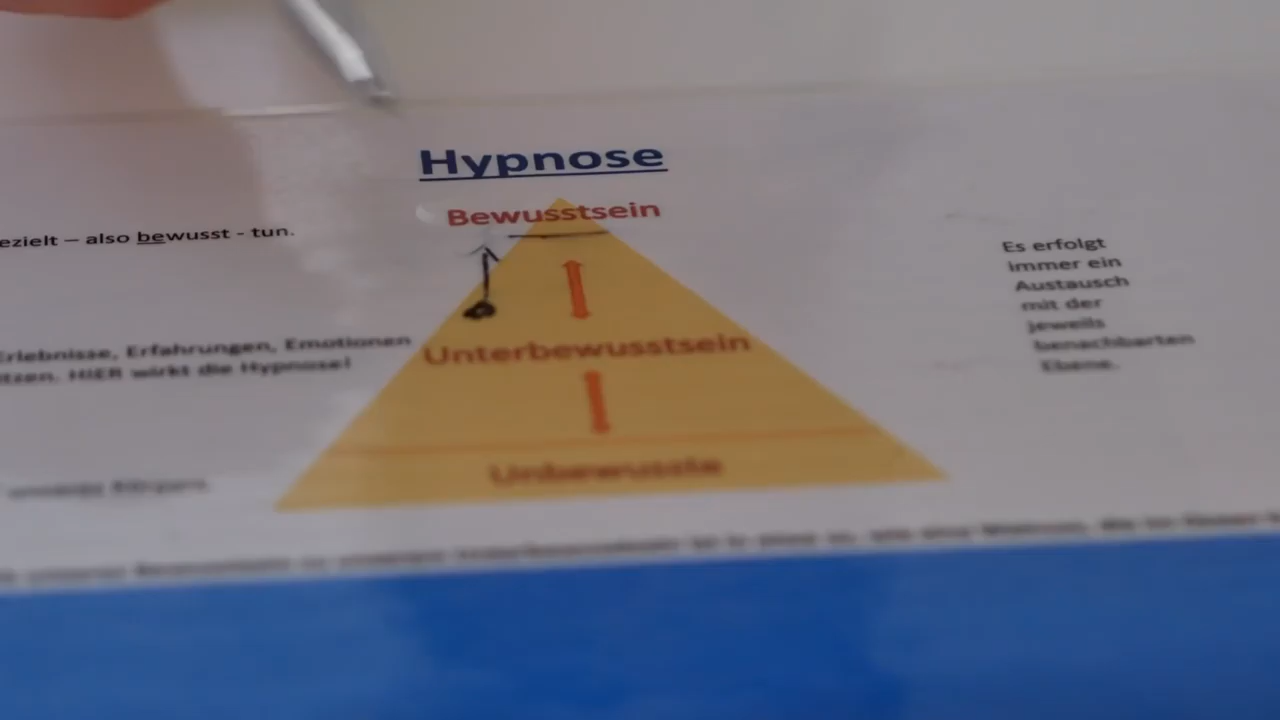 Hypnose
Bewusstsein
ezielt – also bewusst - tun.
Es erfolgt
immer ein
Austausch
mit der
jeweils
benachbarten
Ebene.
Erlebnisse, Erfahrungen, Emotionen
itzen. HIER wirkt die Hypnose!
Unterbewusstsein
Unbewusste